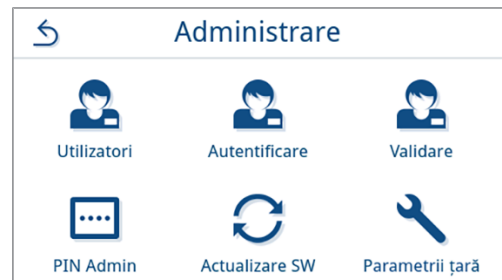 Administrare
Utilizatori Autentificare Validare
PIN Admin Actualizare SW Parametrii țară